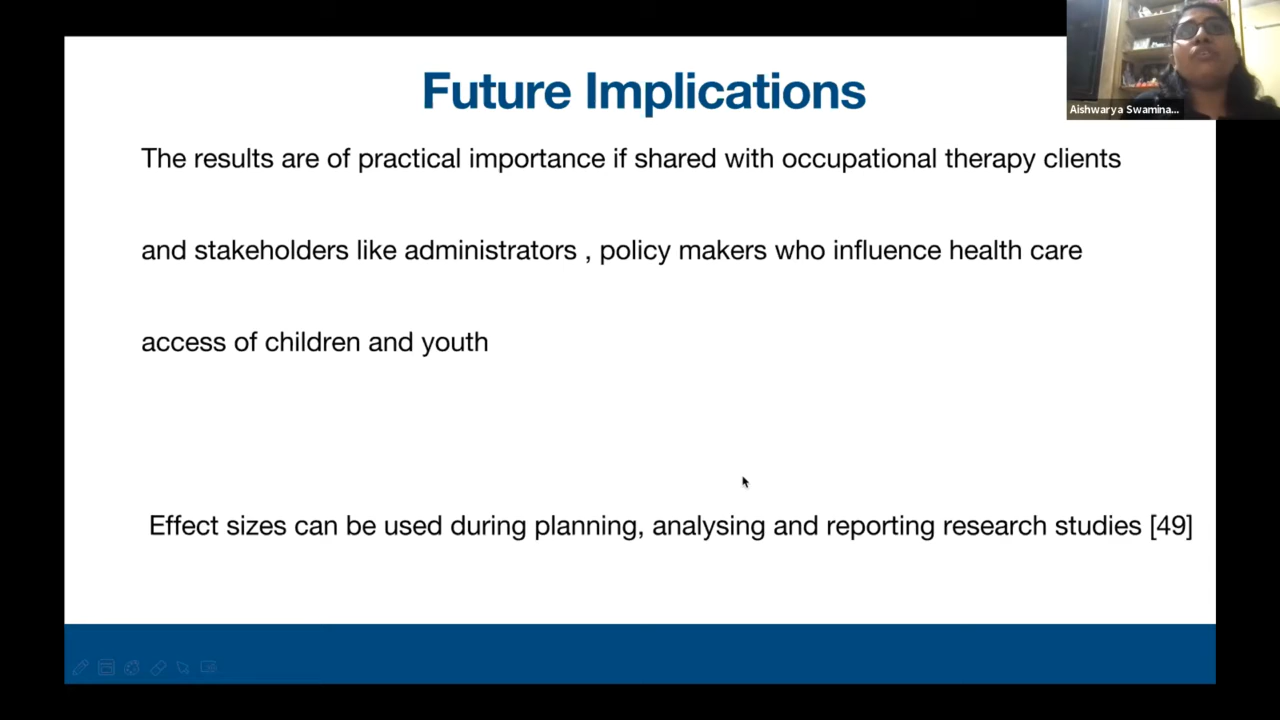 Future Implications
Aishwarya Swamina...
The results are of practical importance if shared with occupational therapy clients
and stakeholders like administrators , policy makers who influence health care
access of children and youth
Effect sizes can be used during planning, analysing and reporting research studies [49]